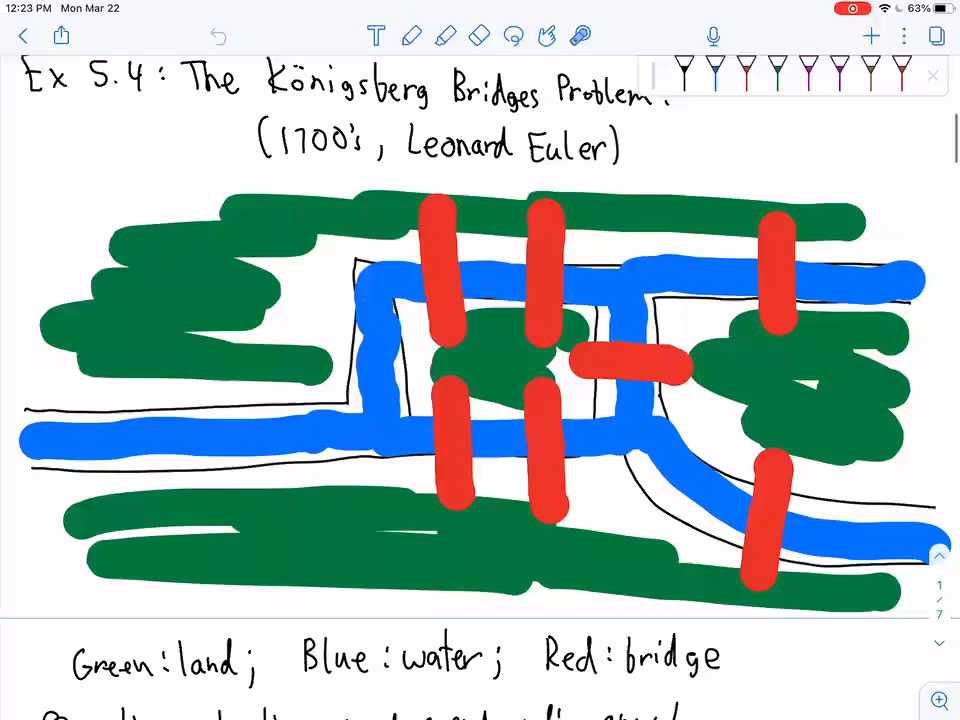 12:23 PM Mon Mar 22
63%
Ex 5.4: The Königsberg Bridges Problem.
(1700's, Leonard Euler)
1
/
7
Green: land; Blue: water; Red: bridge